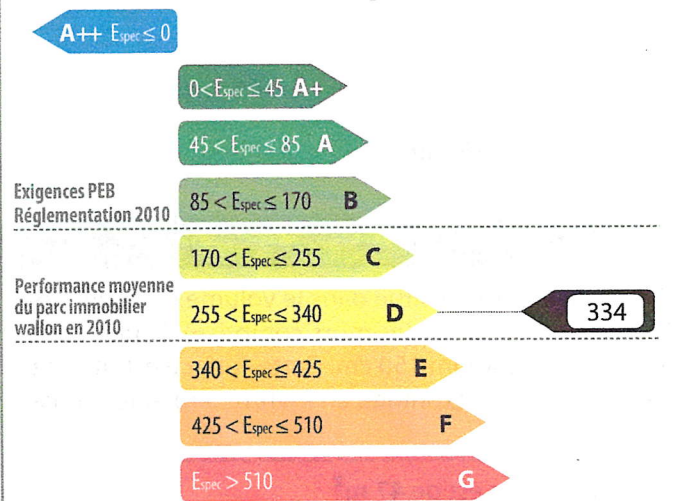 A++ Espec ≤ 0
0<Espec ≤ 45 A+
45 < Espec ≤ 85 A
Exigences PEB
Réglementation 2010
85 < Espec ≤ 170 B
170 < Espec ≤ 255 C
Performance moyenne
du parc immobilier
wallon en 2010
255 < Espec ≤ 340 D
334
340 < Espec ≤ 425 E
425 < Espec ≤ 510 F
Espec > 510 G